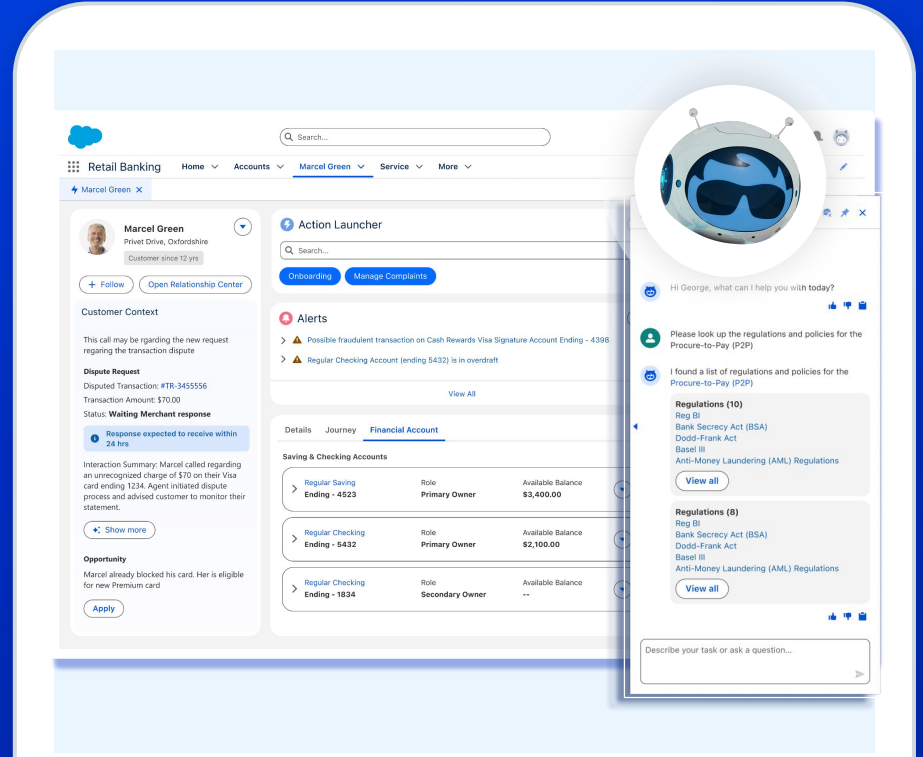 Search...
Retail Banking
Home
Accounts
Marcel Green
Service
More
Marcel Green
Marcel Green
Privet Drive, Oxfordshire
Customer since 12 yrs
+ Follow
Open Relationship Center
Customer Context
This call may be rgarding the new request
regaring the transaction dispute
Dispute Request
Disputed Transaction: #TR-3455556
Transaction Amount: $70.00
Status: Waiting Merchant response
Response expected to receive within
24 hrs
Interaction Summary: Marcel called regarding
an unrecognized charge of $70 on their Visa
card ending 1234. Agent initiated dispute
process and advised customer to monitor their
statement.
Show more
Opportunity
Marcel already blocked his card. Her is eligible
for new Premium card
Apply
Action Launcher
Search...
Onboarding
Manage Complaints
Alerts
Possible fraudulent transaction on Cash Rewards Visa Signature Account Ending - 4398
Regular Checking Account (ending 5432) is in overdraft
View All
Details Journey Financial Account
Saving & Checking Accounts
Regular Saving Role Available Balance
Ending - 4523 Primary Owner $3,400.00
Regular Checking Role Available Balance
Ending - 5432 Primary Owner $2,100.00
Regular Checking Role Available Balance
Ending - 1834 Secondary Owner --
Hi George, what can I help you with today?
Please look up the regulations and policies for the
Procure-to-Pay (P2P)
I found a list of regulations and policies for the
Procure-to-Pay (P2P)
Regulations (10)
Reg BI
Bank Secrecy Act (BSA)
Dodd-Frank Act
Basel III
Anti-Money Laundering (AML) Regulations
View all
Regulations (8)
Reg BI
Bank Secrecy Act (BSA)
Dodd-Frank Act
Basel III
Anti-Money Laundering (AML) Regulations
View all
Describe your task or ask a question...